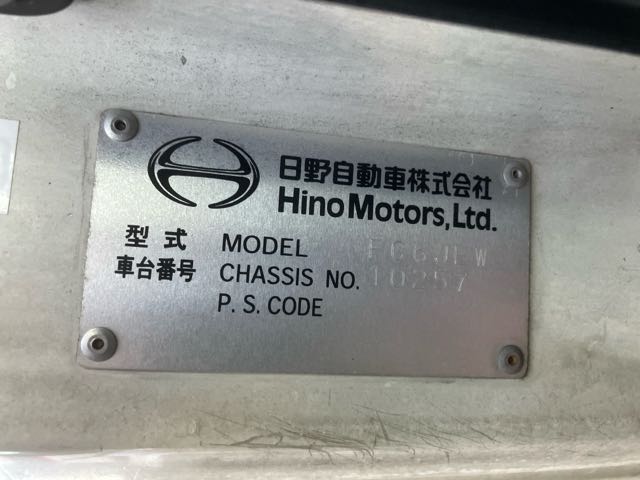 日野自動車株式会社
Hino Motors, Ltd.
型式 MODEL FC6JEW
車台番号 CHASSIS NO. 10257
P. S. CODE